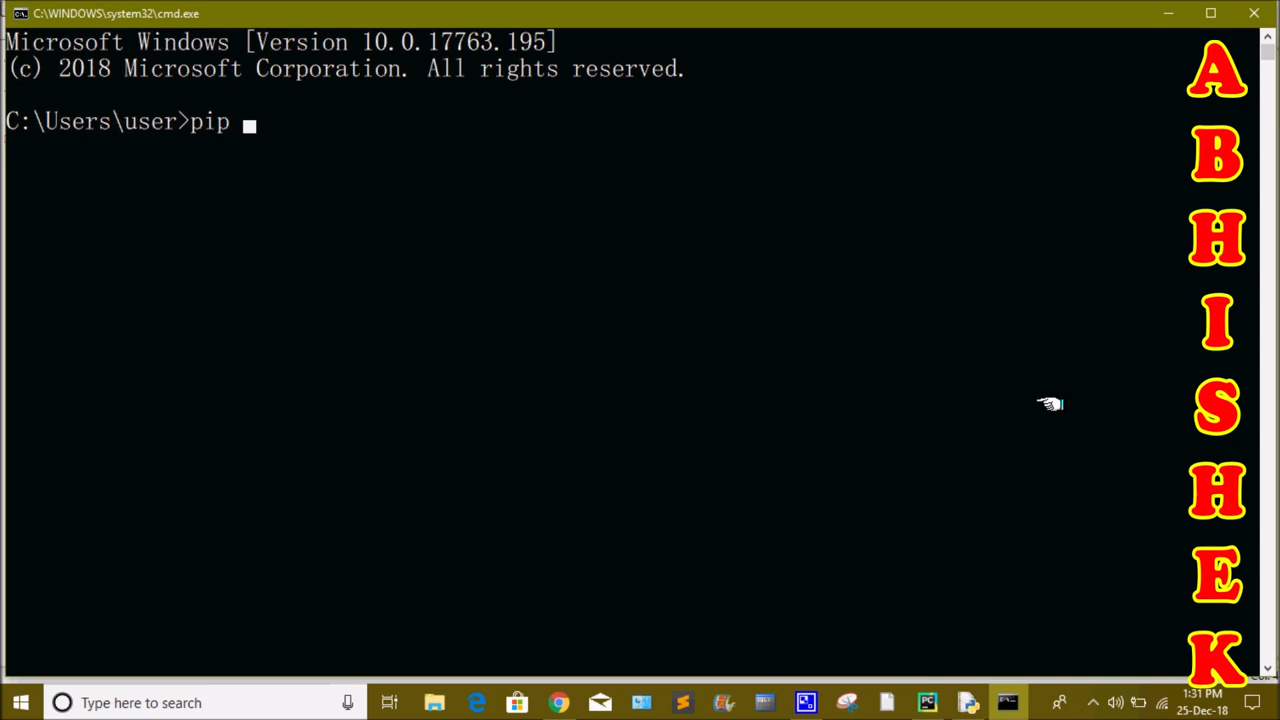 C:\WINDOWS\system32\cmd.exe
Microsoft Windows [Version 10.0.17763.195]
(c) 2018 Microsoft Corporation. All rights reserved.
C:\Users\user>pip
A
B
H
I
S
H
E
K
Type here to search
PC
1:31 PM
25-Dec-18